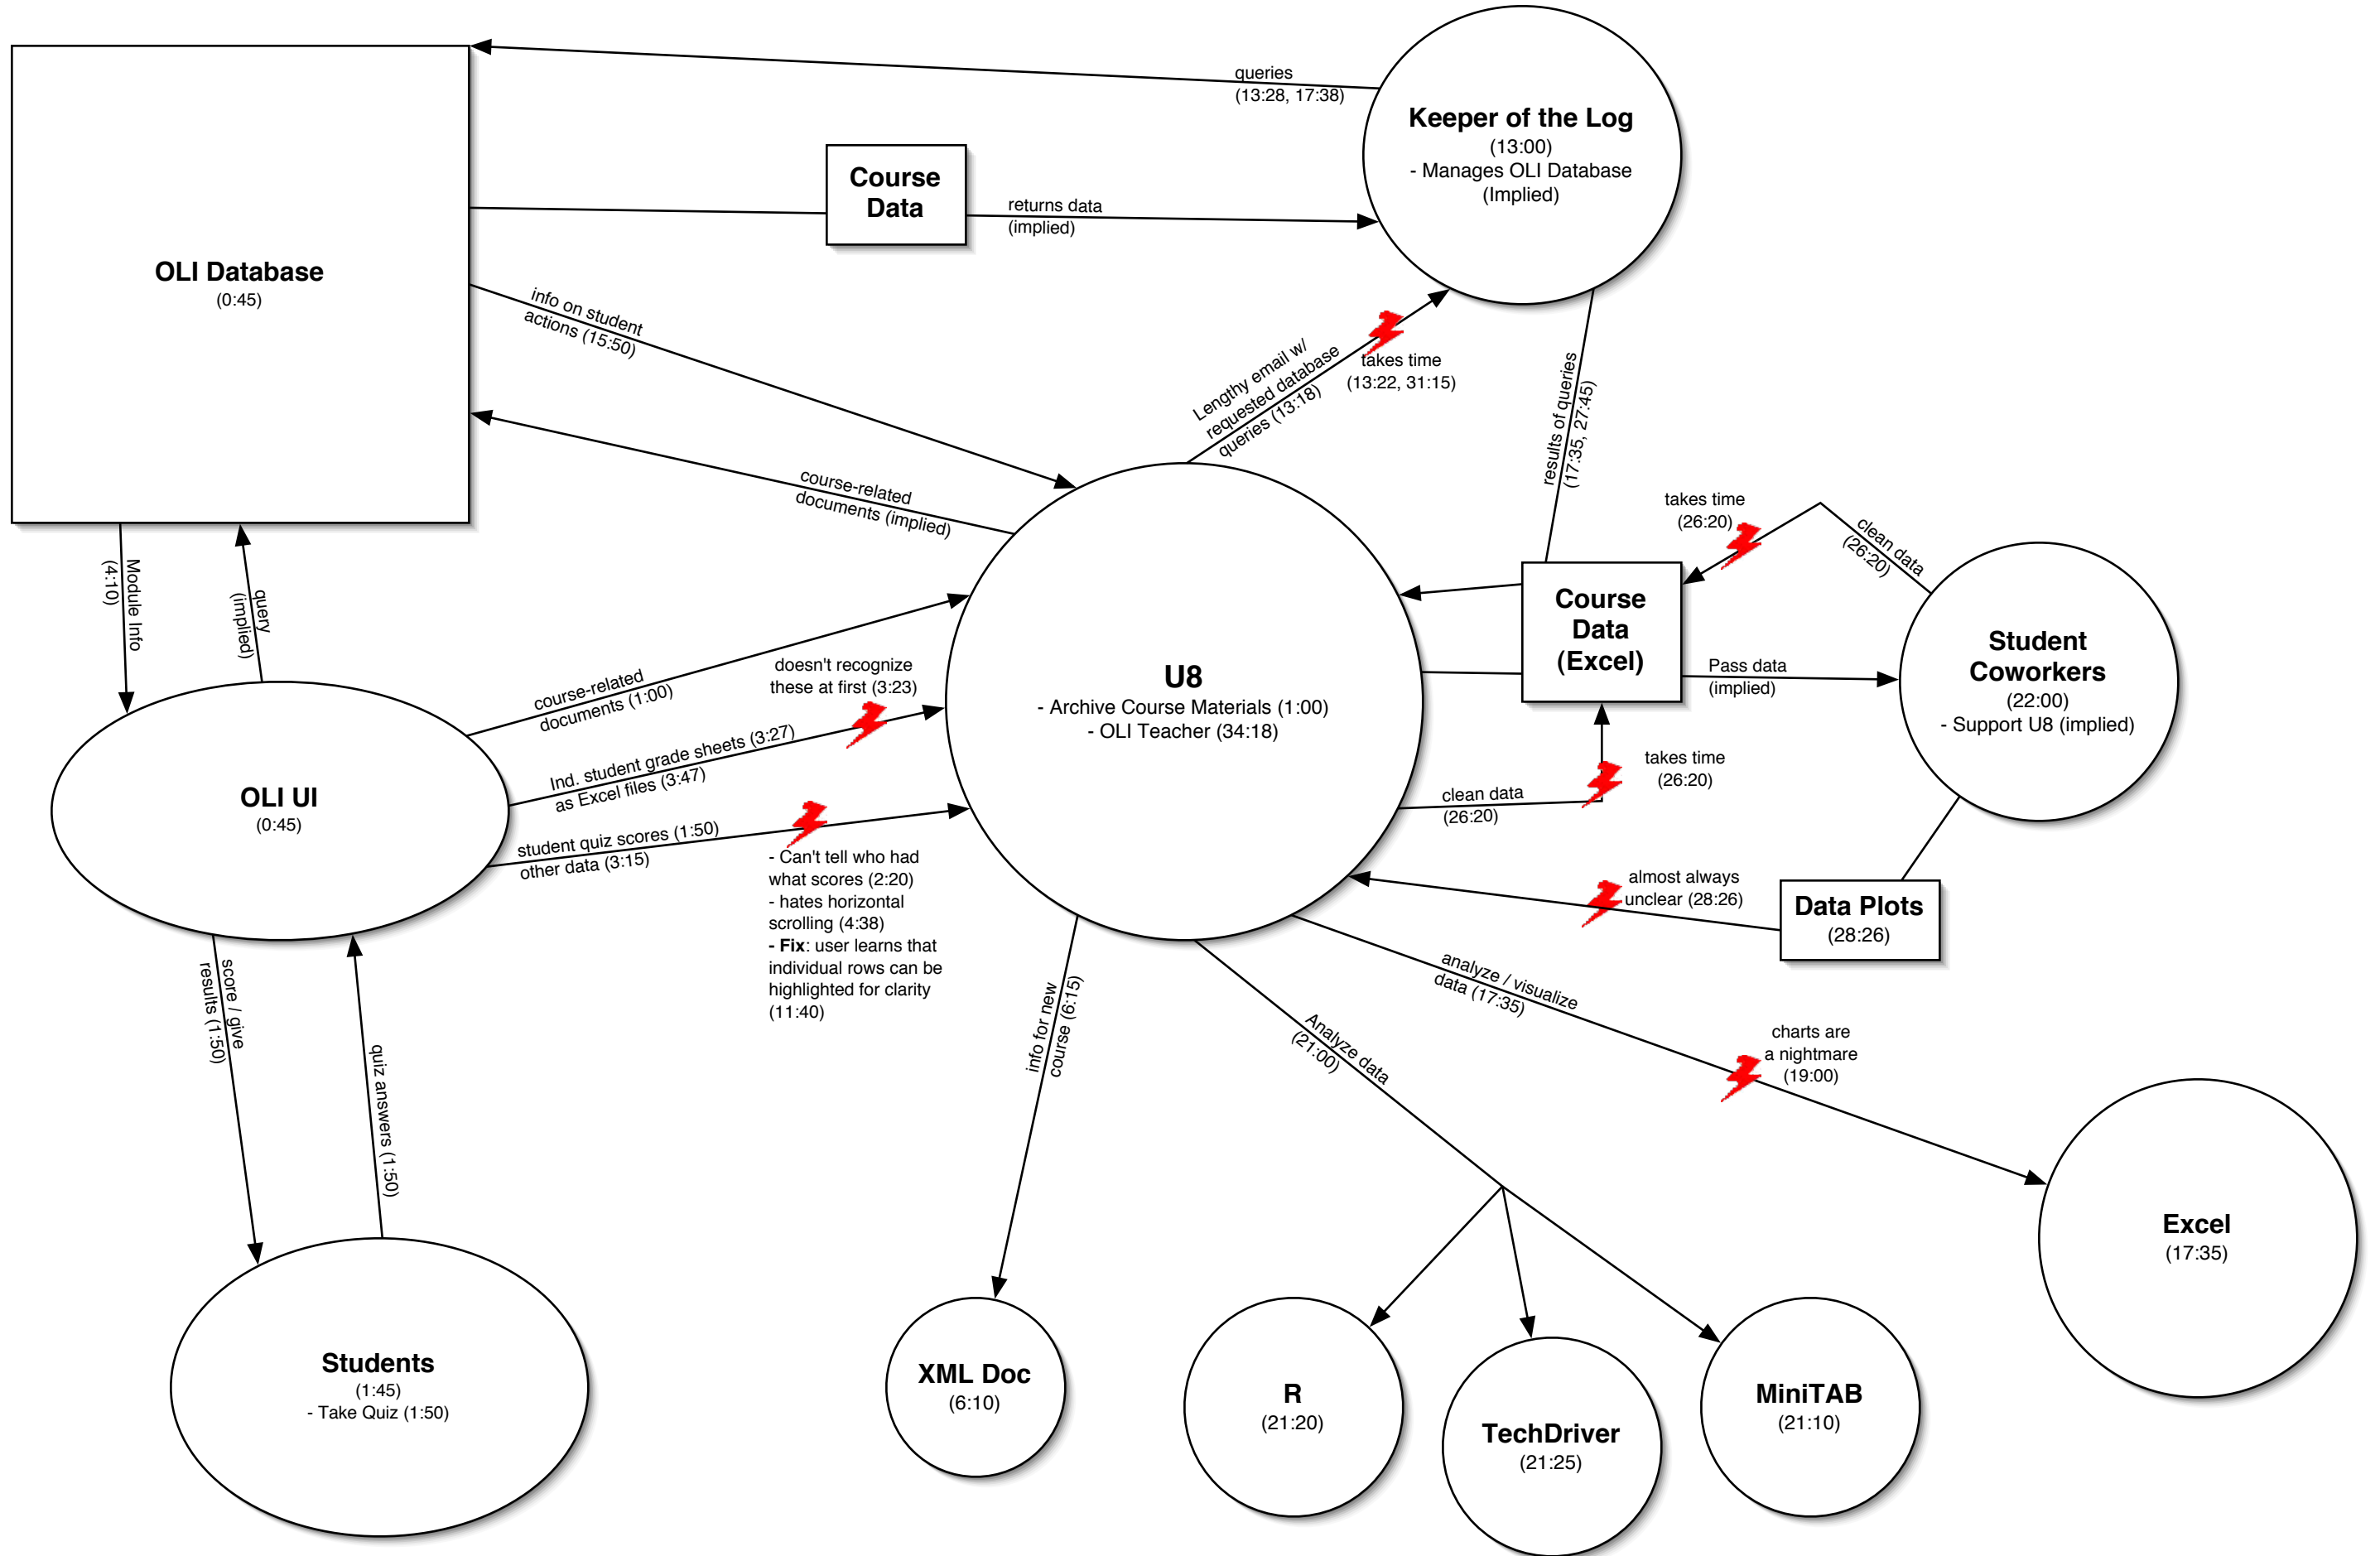 queries
(13:28, 17:38)
Keeper of the Log
(13:00)
- Manages OLI Database
(Implied)
Course
Data
returns data
(implied)
OLI Database
(0:45)
info on student
actions (15:50)
Lengthy email w/
requested database
queries (13:18)
takes time
(13:22, 31:15)
results of queries
(17:35, 27:45)
course-related
documents (implied)
takes time
(26:20)
clean data
(26:20)
Module Info
(4:10)
query
(implied)
Course
Data
(Excel)
Student
Coworkers
(22:00)
- Support U8 (implied)
Pass data
(implied)
U8
- Archive Course Materials (1:00)
- OLI Teacher (34:18)
course-related
documents (1:00)
doesn't recognize
these at first (3:23)
Ind. student grade sheets (3:27)
as Excel files (3:47)
OLI UI
(0:45)
student quiz scores (1:50)
other data (3:15)
- Can't tell who had
what scores (2:20)
- hates horizontal
scrolling (4:38)
- Fix: user learns that
individual rows can be
highlighted for clarity
(11:40)
clean data
(26:20)
takes time
(26:20)
almost always
unclear (28:26)
Data Plots
(28:26)
score / give
results (1:50)
quiz answers (1:50)
info for new
course (6:15)
Analyze data
(21:00)
analyze / visualize
data (17:35)
charts are
a nightmare
(19:00)
Excel
(17:35)
Students
(1:45)
- Take Quiz (1:50)
XML Doc
(6:10)
R
(21:20)
TechDriver
(21:25)
MiniTAB
(21:10)